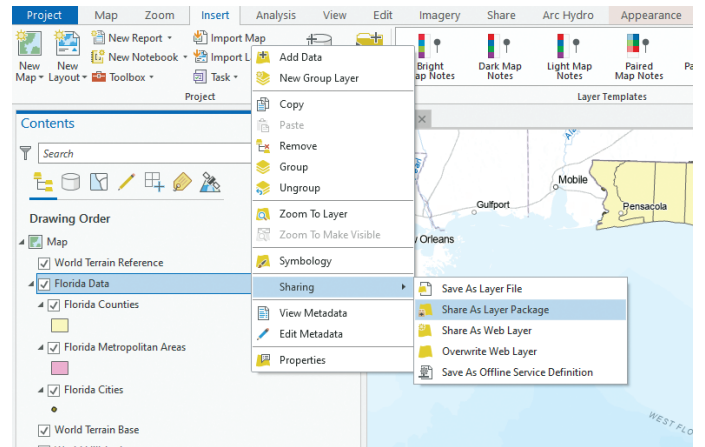 Project Map Zoom Insert Analysis View Edit Imagery Share Arc Hydro Appearance
New Report
Import Map
New Notebook
Import L
Toolbox
Task
New
Map
New
Layout
Project
Bright
ap Notes
Dark Map
Notes
Light Map
Notes
Paired
Map Notes
Layer Templates
Contents
Search
Drawing Order
Map
World Terrain Reference
Florida Data
Florida Counties
Florida Metropolitan Areas
Florida Cities
World Terrain Base
Add Data
New Group Layer
Copy
Paste
Remove
Group
Ungroup
Zoom To Layer
Zoom To Make Visible
Symbology
Sharing
View Metadata
Edit Metadata
Properties
Save As Layer File
Share As Layer Package
Share As Web Layer
Overwrite Web Layer
Save As Offline Service Definition
Mobile
Gulfport
Pensacola
Orleans
WEST FLO